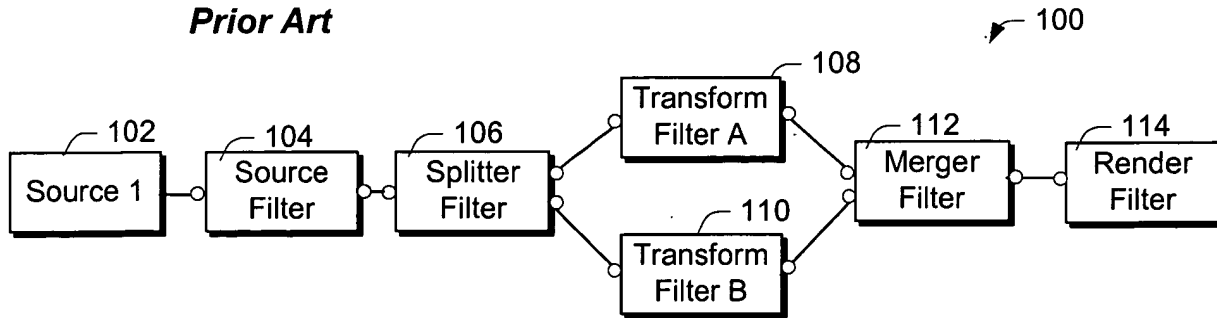 Prior Art
100
102
Source 1
104
Source
Filter
106
Splitter
Filter
108
Transform
Filter A
110
Transform
Filter B
112
Merger
Filter
114
Render
Filter